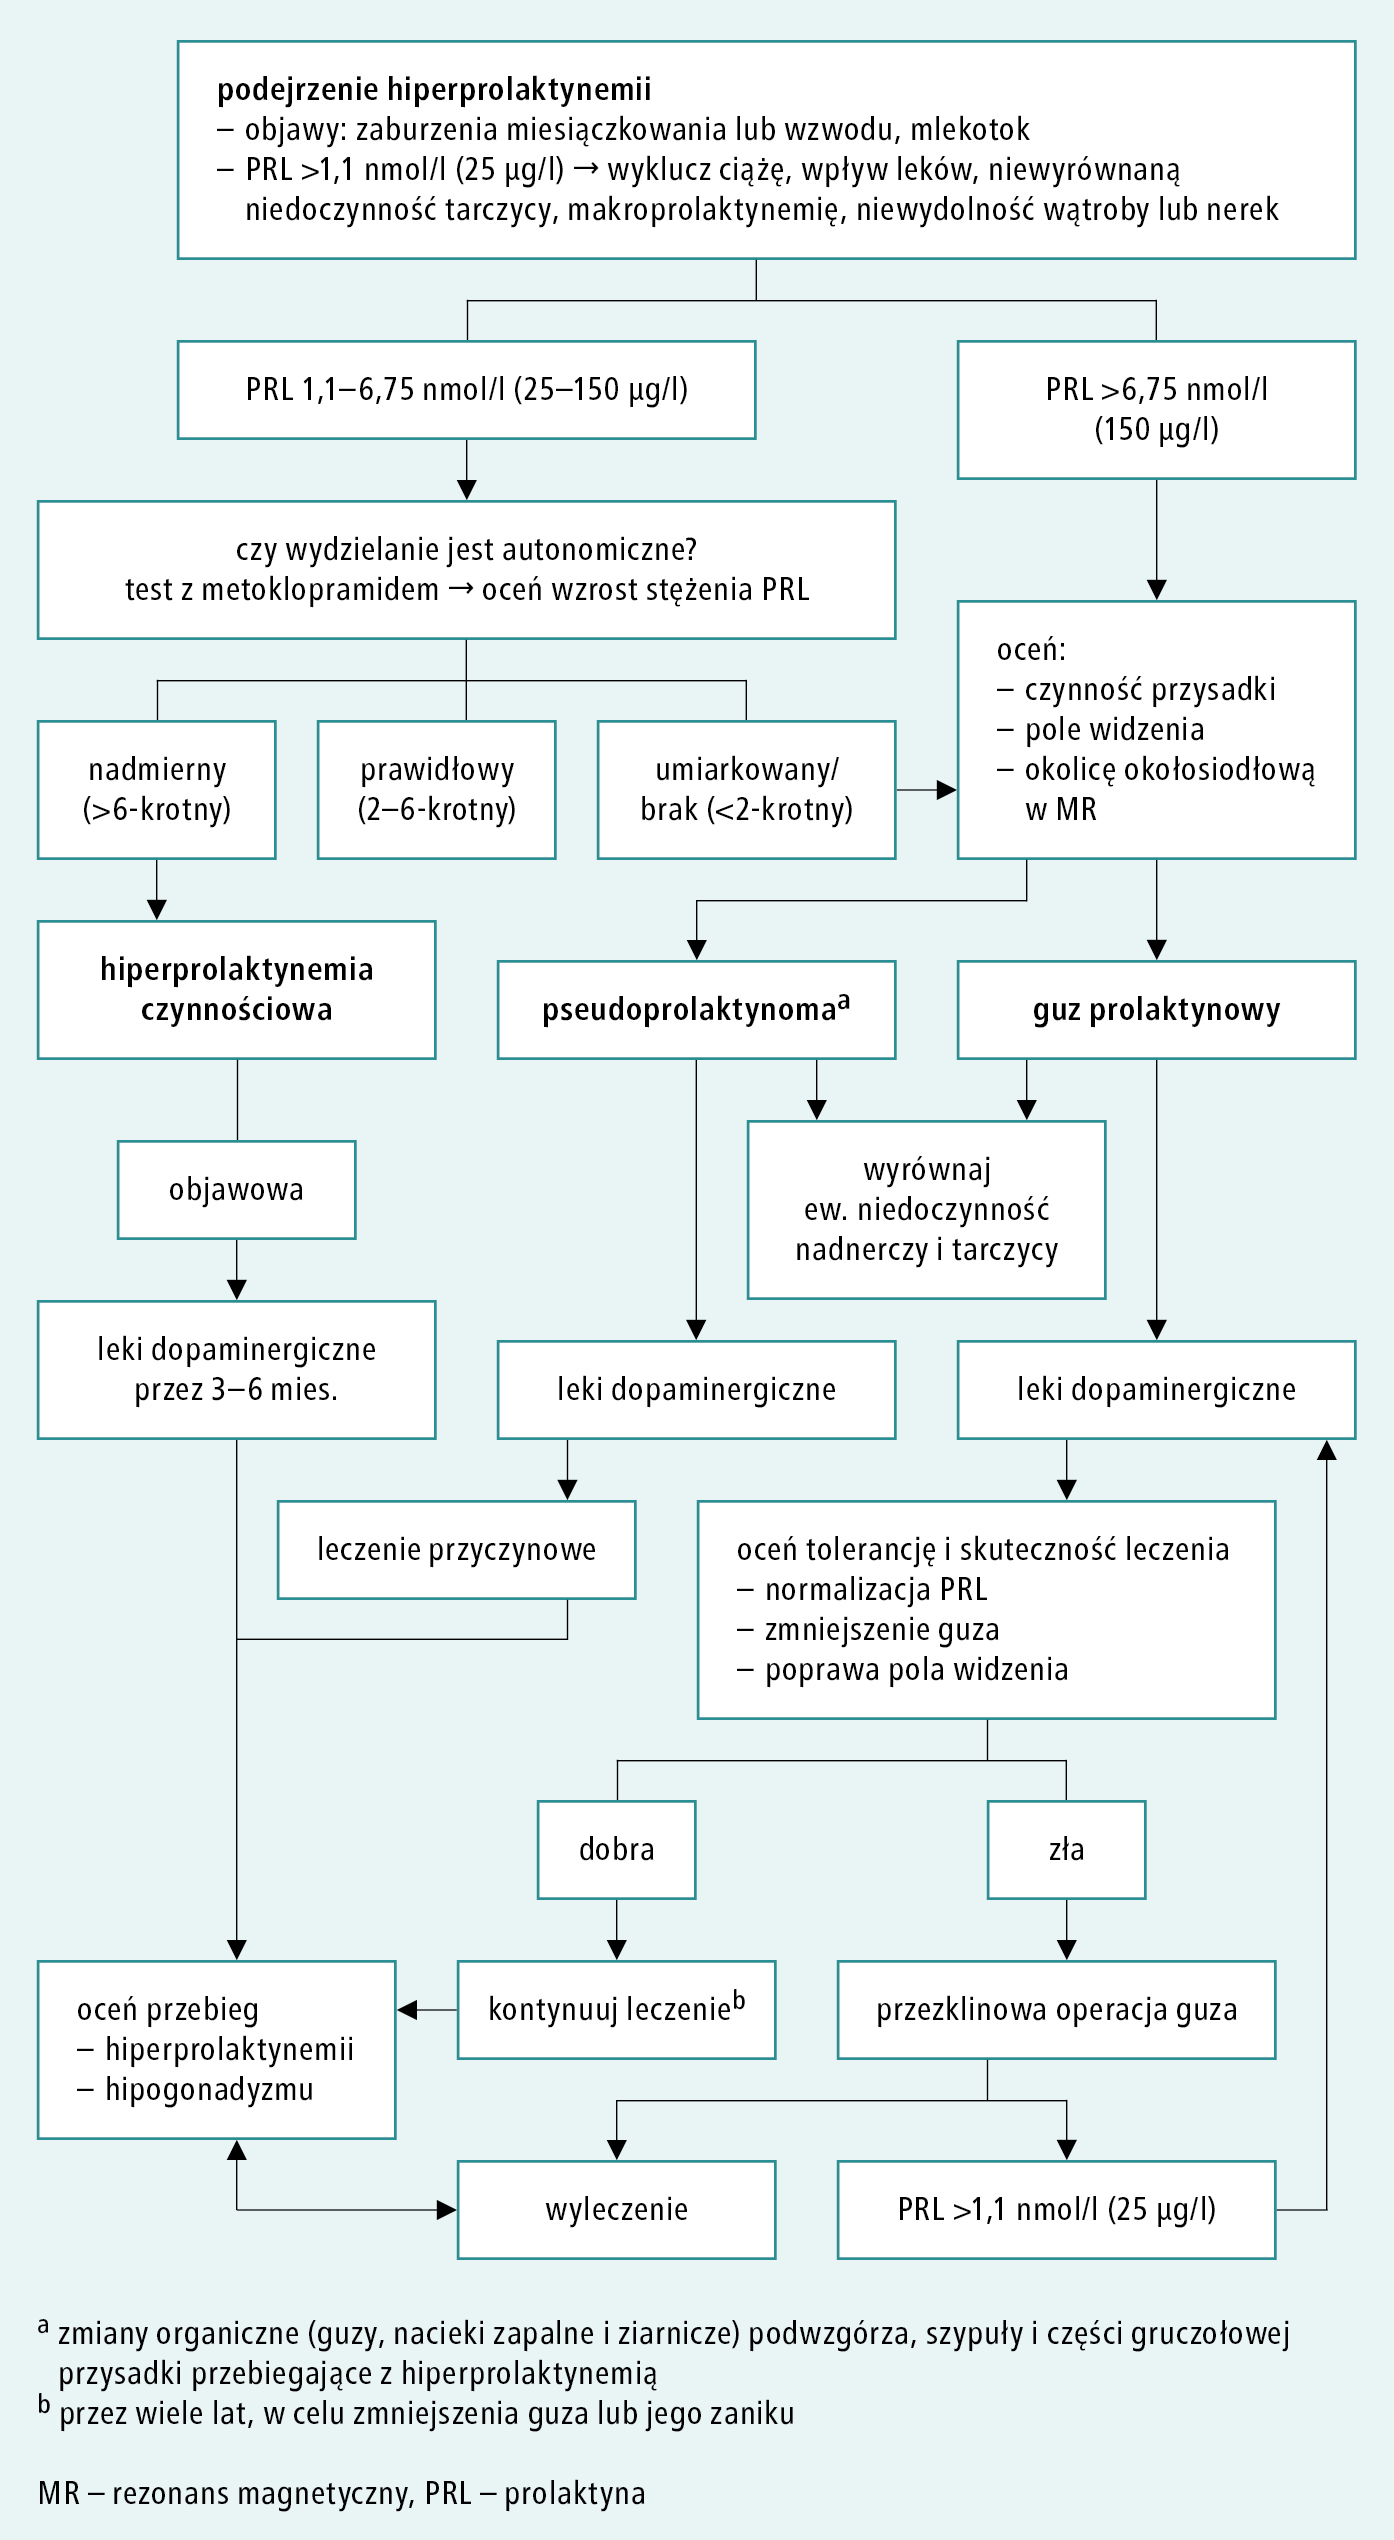 podejrzenie hiperprolaktynemii
– objawy: zaburzenia miesiączkowania lub wzwodu, mlekotok
– PRL >1,1 nmol/l (25 µg/l) → wyklucz ciążę, wpływ leków, niewyrównaną
niedoczynność tarczycy, makroprolaktynemię, niewydolność wątroby lub nerek
PRL 1,1–6,75 nmol/l (25–150 µg/l)
PRL >6,75 nmol/l
(150 µg/l)
czy wydzielanie jest autonomiczne?
test z metoklopramidem → oceń wzrost stężenia PRL
oceń:
– czynność przysadki
– pole widzenia
– okolicę okołosiodłową
w MR
nadmierny
(>6-krotny)
prawidłowy
(2–6-krotny)
umiarkowany/
brak (<2-krotny)
hiperprolaktynemia
czynnościowa
pseudoprolaktynoma^a
guz prolaktynowy
objawowa
wyrównaj
ew. niedoczynność
nadnerczy i tarczycy
leki dopaminergiczne
przez 3–6 mies.
leki dopaminergiczne
leki dopaminergiczne
leczenie przyczynowe
oceń tolerancję i skuteczność leczenia
– normalizacja PRL
– zmniejszenie guza
– poprawa pola widzenia
dobra
zła
oceń przebieg
– hiperprolaktynemii
– hipogonadyzmu
kontynuuj leczenie^b
przezklinowa operacja guza
wyleczenie
PRL >1,1 nmol/l (25 µg/l)
a zmiany organiczne (guzy, nacieki zapalne i ziarnicze) podwzgórza, szypuły i części gruczołowej
przysadki przebiegające z hiperprolaktynemią
b przez wiele lat, w celu zmniejszenia guza lub jego zaniku
MR – rezonans magnetyczny, PRL – prolaktyna